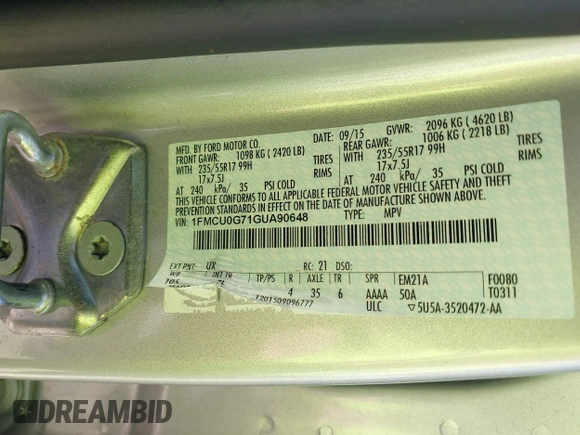 MFD. BY FORD MOTOR CO.
DATE: 09/15 GVWR: 2096 KG ( 4620 LB)
FRONT GAWR: 1098 KG ( 2420 LB) REAR GAWR: 1006 KG ( 2218 LB)
WITH 235/55R17 99H TIRES WITH 235/55R17 99H TIRES
17x7.5J RIMS 17x7.5J RIMS
AT 240 kPa/ 35 PSI COLD AT 240 kPa/ 35 PSI COLD
THIS VEHICLE CONFORMS TO ALL APPLICABLE FEDERAL MOTOR VEHICLE SAFETY AND THEFT
PREVENTION STANDARDS IN EFFECT ON THE DATE OF MANUFACTURE SHOWN ABOVE.
VIN: 1FMCU0G71GUA90648 TYPE: MPV
EXT PNT: UX RC: 21 DSO:
WB INT TR TP/PS R AXLE TR SPR EM21A F0080
105 4 35 6 AAAA 50A T0311
1201509096777 ULC 5U5A-3520472-AA
DREAMBID